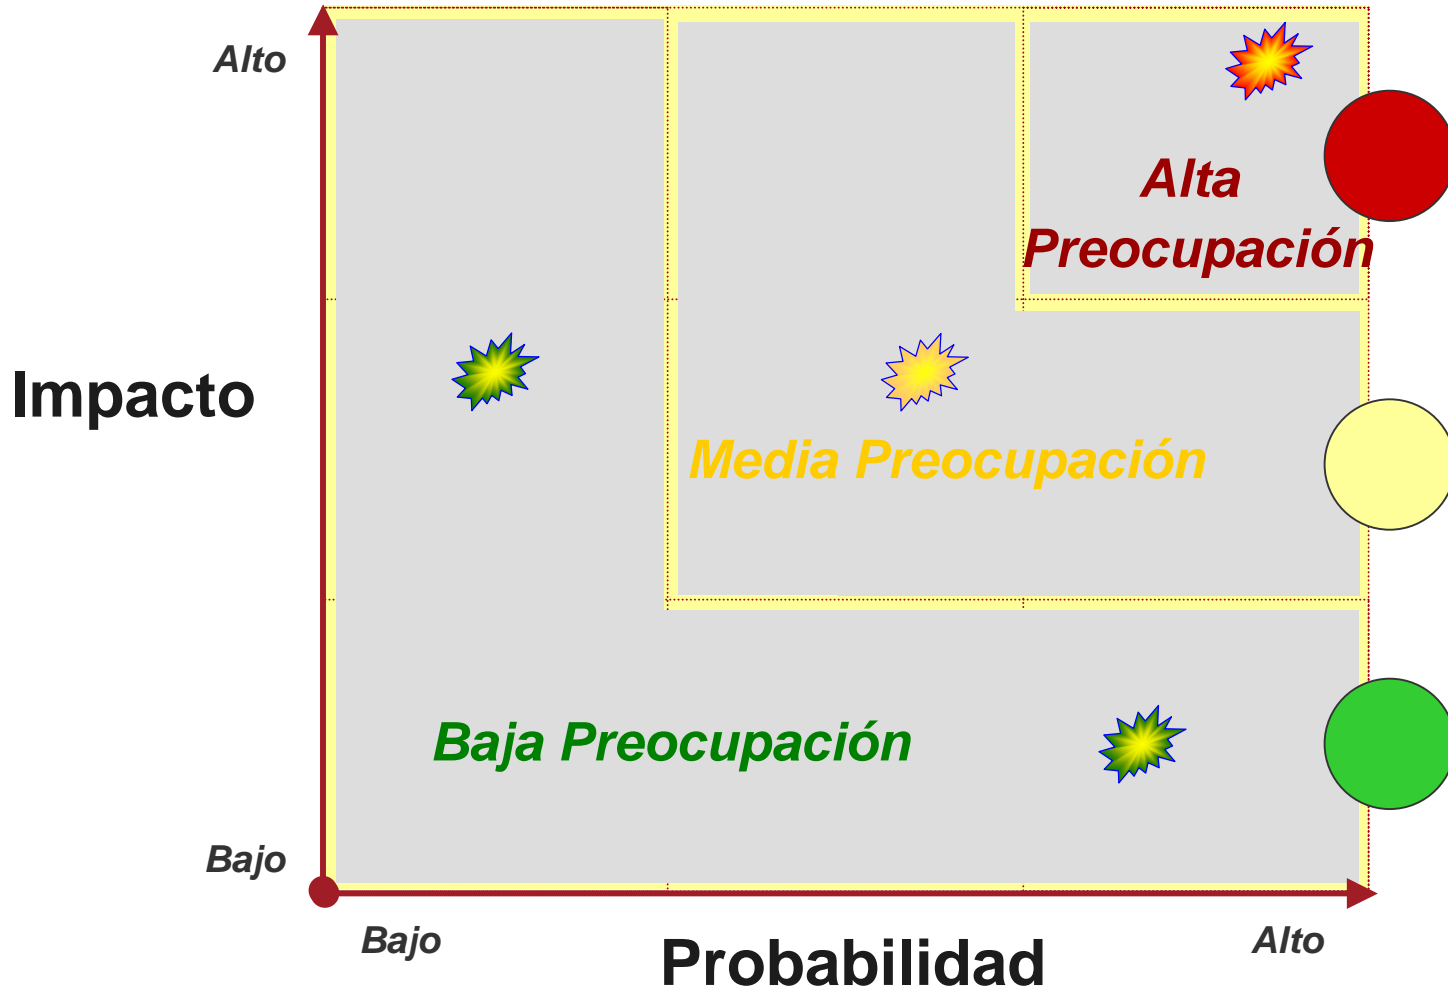 Alto
Alta
Preocupación
Impacto
Media Preocupación
Baja Preocupación
Bajo
Bajo
Alto
Probabilidad